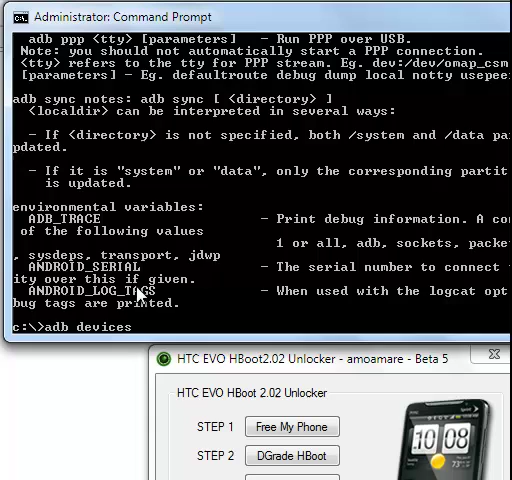 Administrator: Command Prompt
adb ppp <tty> [parameters] - Run PPP over USB.
Note: you should not automatically start a PPP connection.
<tty> refers to the tty for PPP stream. Eg. dev:/dev/omap_csm
[parameters] - Eg. defaultroute debug dump local notty usepee
adb sync notes: adb sync [ <directory> ]
<localdir> can be interpreted in several ways:
- If <directory> is not specified, both /system and /data pa
pdated.
- If it is "system" or "data", only the corresponding partit
is updated.
environmental variables:
ADB_TRACE - Print debug information. A co
of the following values
1 or all, adb, sockets, packe
, sysdeps, transport, jdwp
ANDROID_SERIAL - The serial number to connect
ity over this if given.
ANDROID_LOG_TAGS - When used with the logcat opt
bug tags are printed.
c:\>adb devices
HTC EVO HBoot2.02 Unlocker - amoamare - Beta 5
HTC EVO HBoot 2.02 Unlocker
STEP 1 Free My Phone
STEP 2 DGrade HBoot
10 08